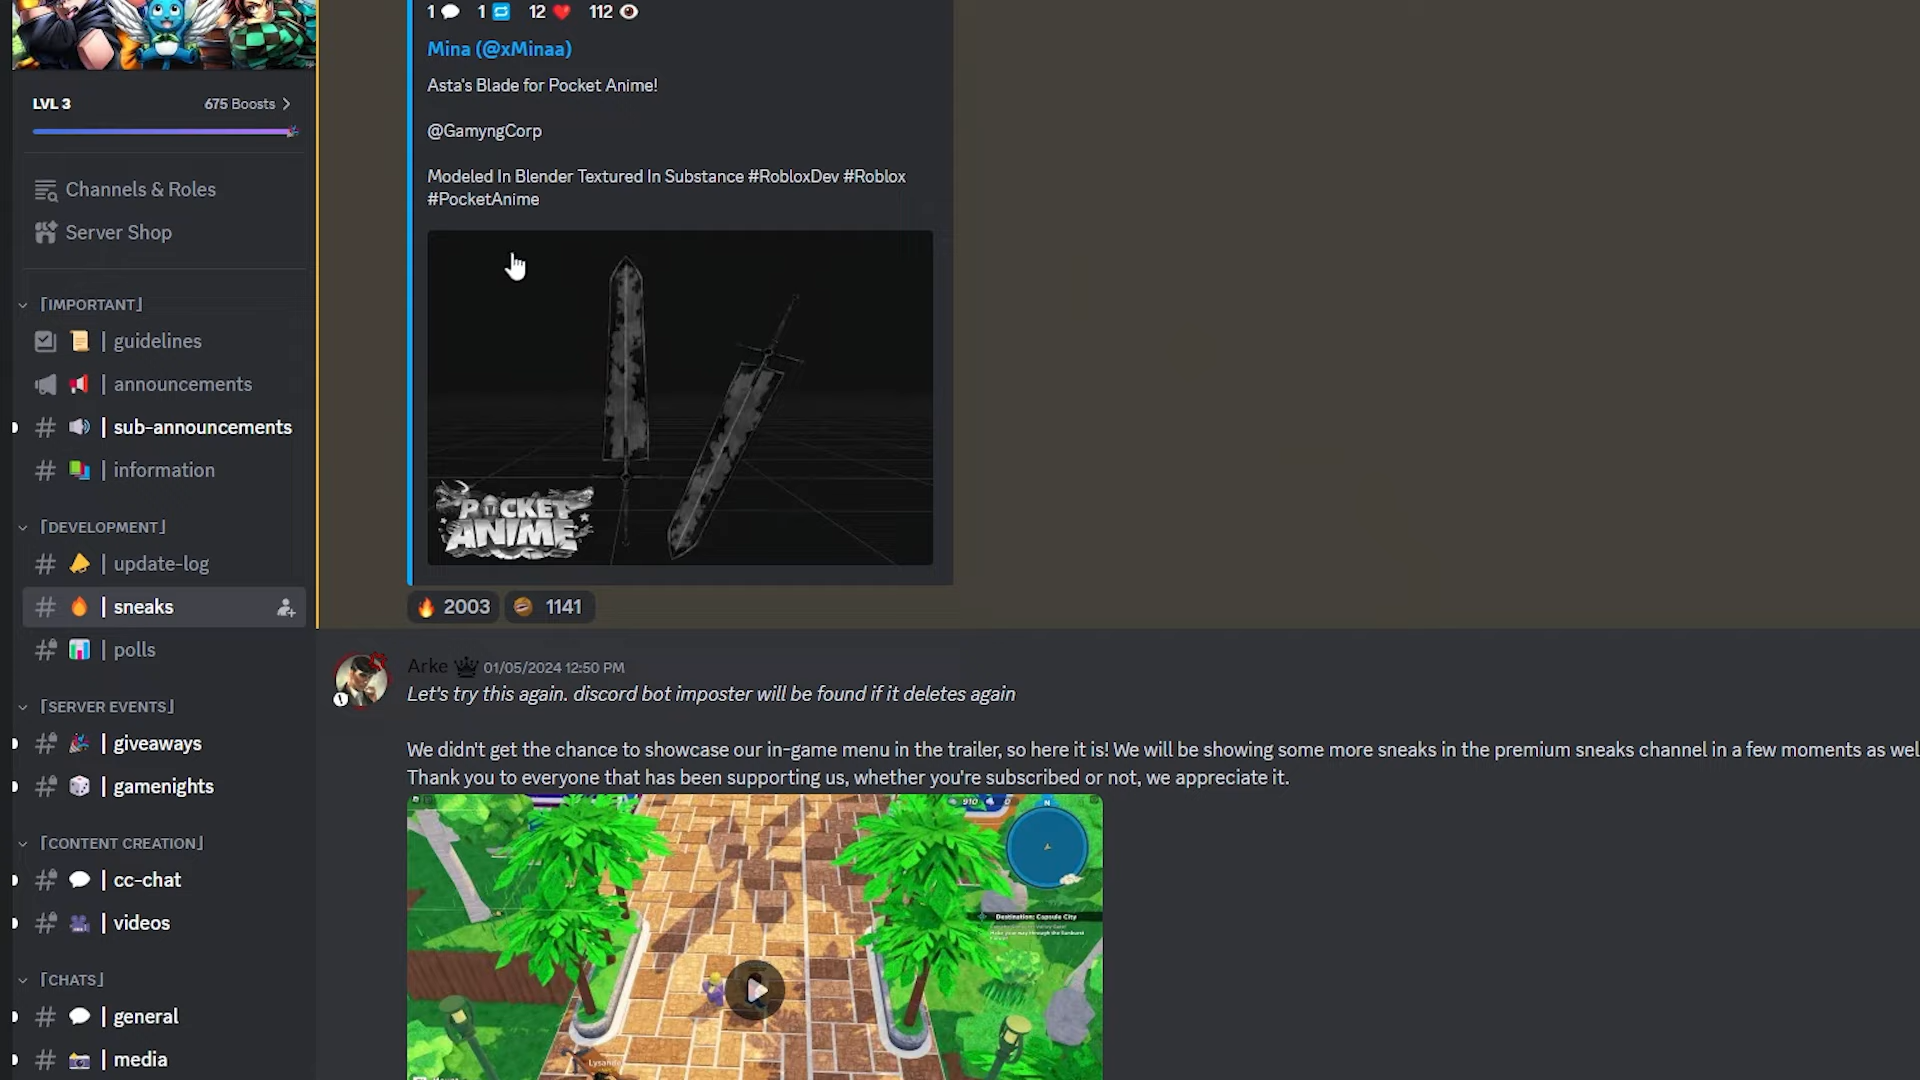 LVL 3
675 Boosts
Channels & Roles
Server Shop
「IMPORTANT」
| guidelines
| announcements
# | sub-announcements
# | information
「DEVELOPMENT」
# | update-log
# | sneaks
# | polls
「SERVER EVENTS」
# | giveaways
# | gamenights
「CONTENT CREATION」
# | cc-chat
# | videos
「CHATS」
# | general
# | media
1 1 12 112
Mina (@xMinaa)
Asta's Blade for Pocket Anime!
@GamyngCorp
Modeled In Blender Textured In Substance #RobloxDev #Roblox
#PocketAnime
POCKET
ANIME
2003 1141
Arke 01/05/2024 12:50 PM
Let's try this again. discord bot imposter will be found if it deletes again
We didn't get the chance to showcase our in-game menu in the trailer, so here it is! We will be showing some more sneaks in the premium sneaks channel in a few moments as wel
Thank you to everyone that has been supporting us, whether you're subscribed or not, we appreciate it.
910 0
N
Destination: Capsule City